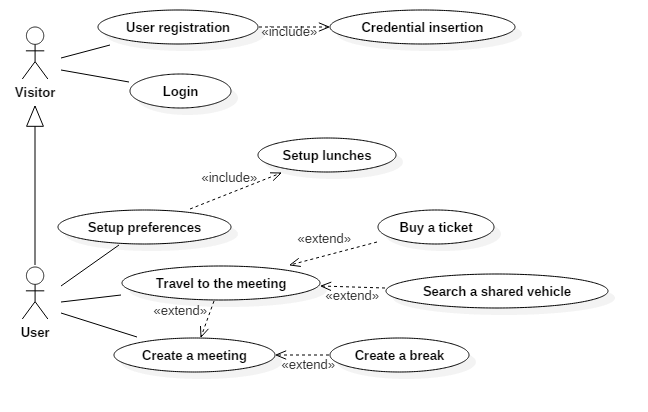 User registration
«include»
Credential insertion
Visitor
Login
Setup lunches
«include»
Setup preferences
Buy a ticket
«extend»
Travel to the meeting
«extend»
Search a shared vehicle
«extend»
User
Create a meeting
«extend»
Create a break